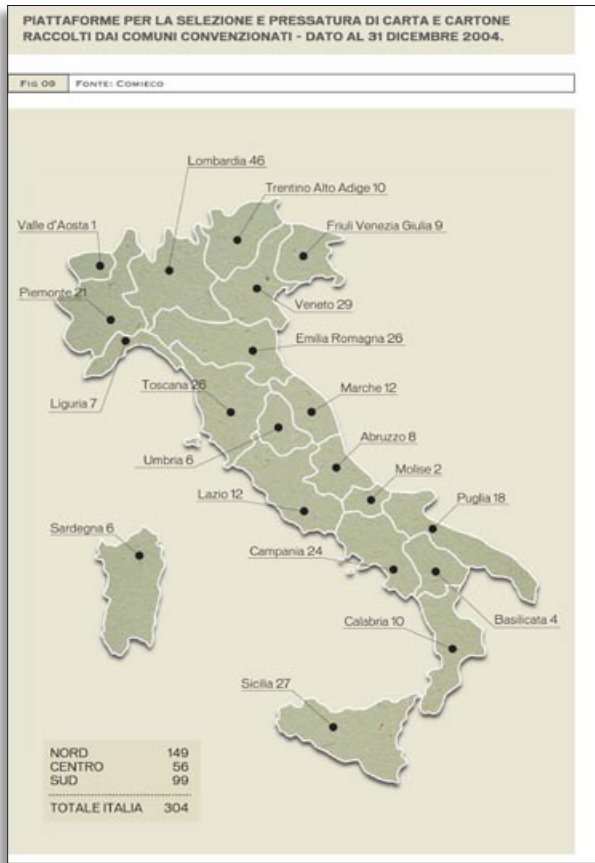 PIATTAFORME PER LA SELEZIONE E PRESSATURA DI CARTA E CARTONE
RACCOLTI DAI COMUNI CONVENZIONATI - DATO AL 31 DICEMBRE 2004.
FIG 09 FONTE: COMIECO
Lombardia 46
Trentino Alto Adige 10
Valle d'Aosta 1
Friuli Venezia Giulia 9
Piemonte 21
Veneto 29
Emilia Romagna 26
Toscana 26
Marche 12
Liguria 7
Abruzzo 8
Umbria 6
Molise 2
Lazio 12
Puglia 18
Sardegna 6
Campania 24
Calabria 10
Basilicata 4
Sicilia 27
NORD 149
CENTRO 56
SUD 99
TOTALE ITALIA 304